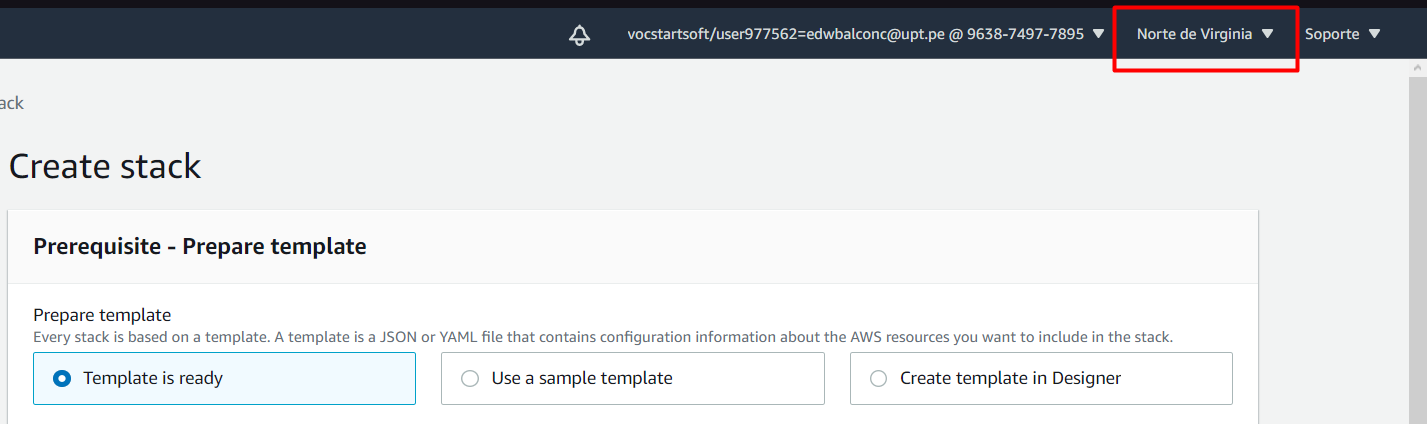 vocstartsoft/user977562=edwbalconc@upt.pe @ 9638-7497-7895 Norte de Virginia Soporte
ack
Create stack
Prerequisite - Prepare template
Prepare template
Every stack is based on a template. A template is a JSON or YAML file that contains configuration information about the AWS resources you want to include in the stack.
Template is ready Use a sample template Create template in Designer